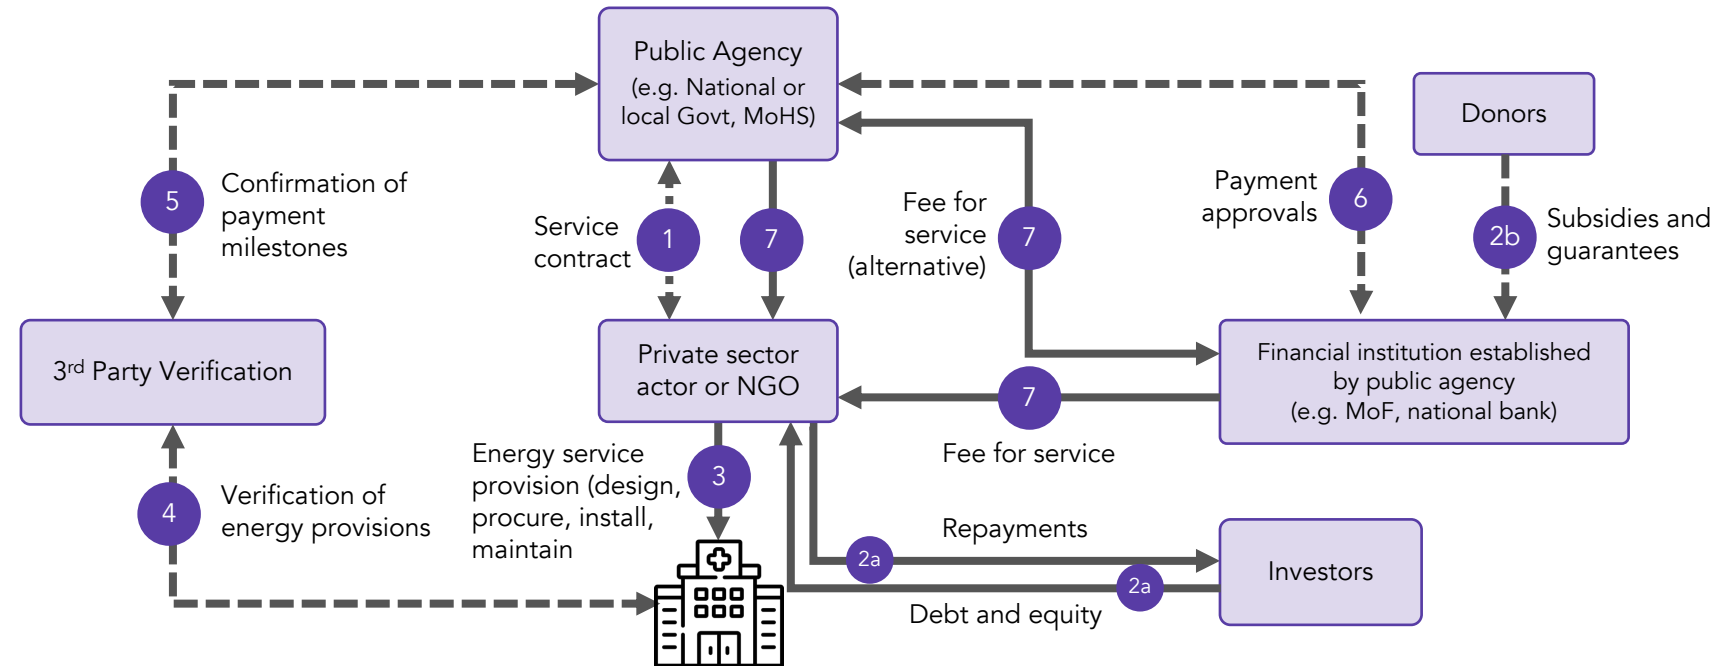 Public Agency
(e.g. National or
local Govt, MoHS)
Donors
5
Confirmation of
payment
milestones
Service
contract
1
7
Fee for
service
(alternative)
7
Payment
approvals
6
2b
Subsidies and
guarantees
3rd Party Verification
Private sector
actor or NGO
Financial institution established
by public agency
(e.g. MoF, national bank)
7
Fee for service
4
Verification of
energy provisions
Energy service
provision (design,
procure, install,
maintain
3
Repayments
2a
2a
Debt and equity
Investors